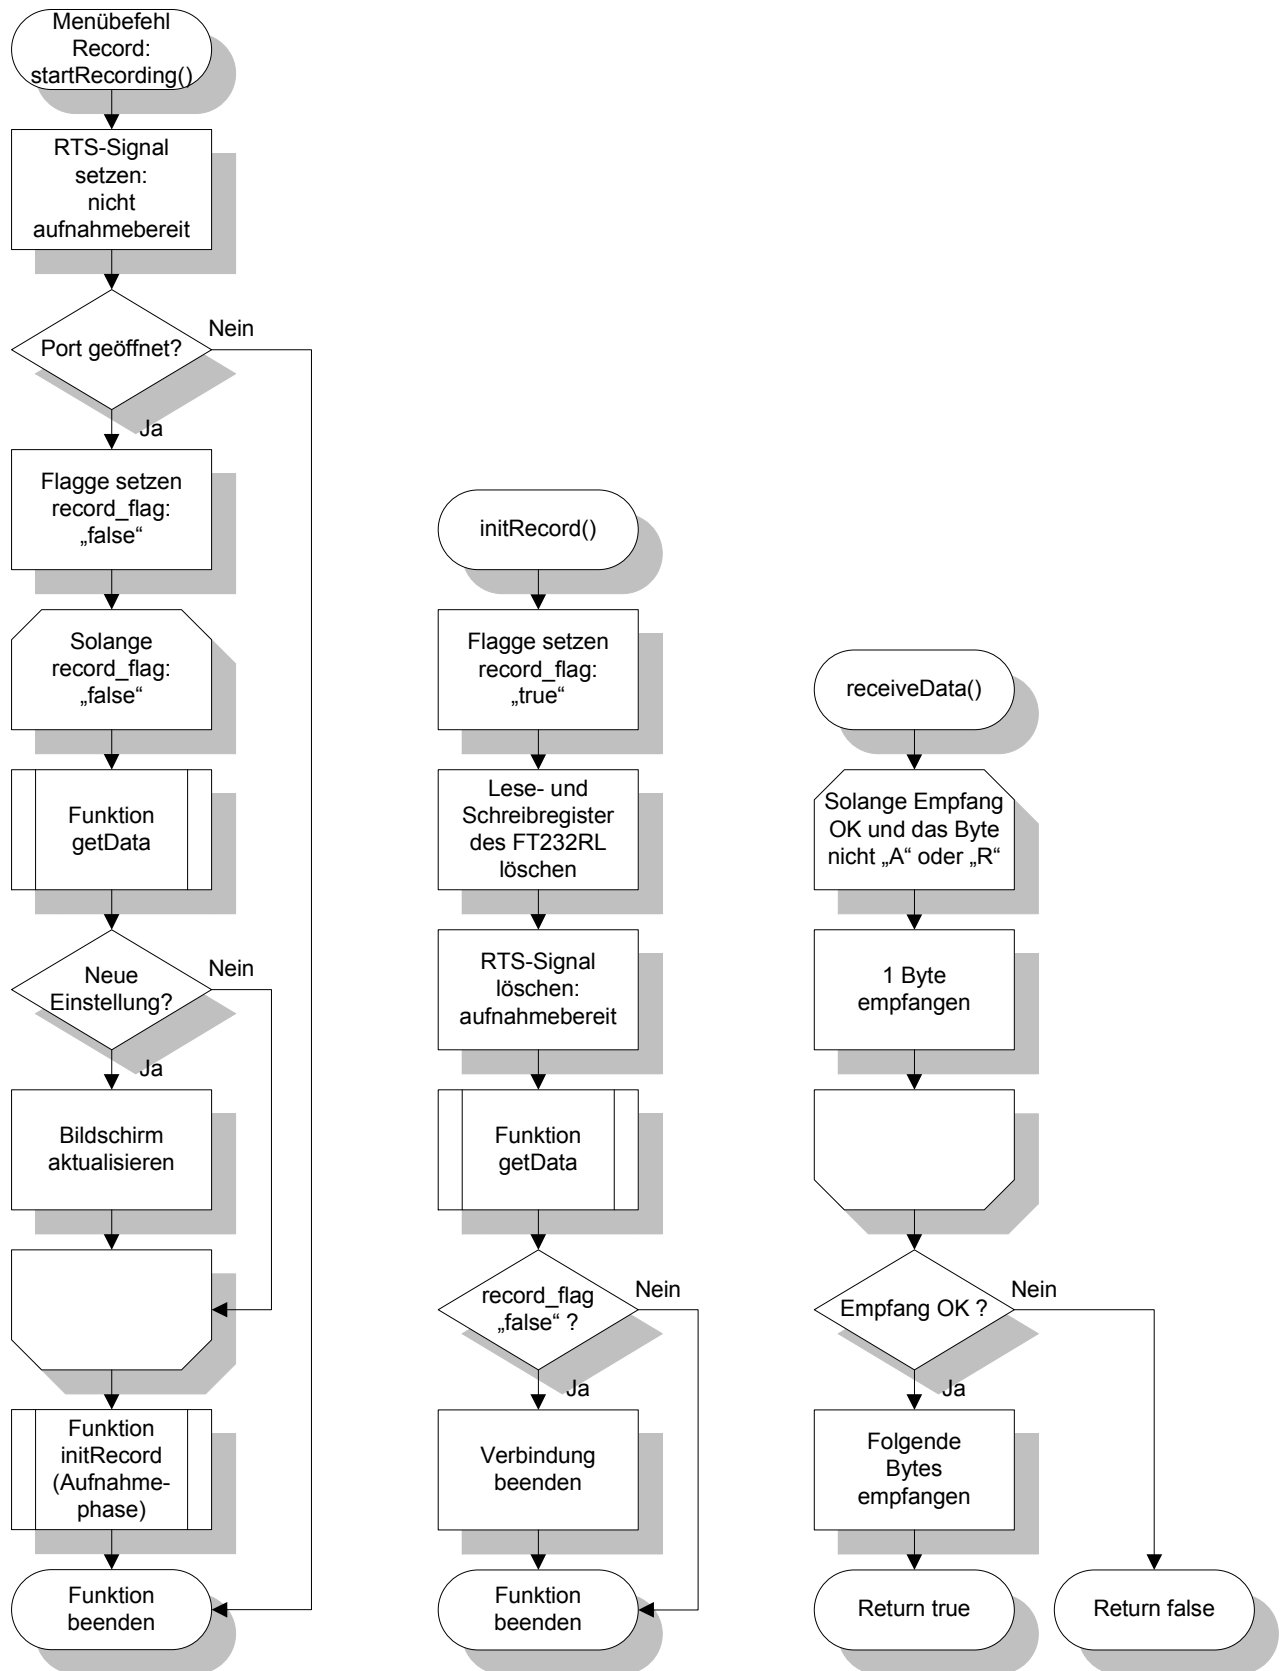 Menübefehl
Record:
startRecording()
RTS-Signal
setzen:
nicht
aufnahmebereit
Port geöffnet?
Nein
Ja
Flagge setzen
record_flag:
„false“
Solange
record_flag:
„false“
Funktion
getData
Neue
Einstellung?
Nein
Ja
Bildschirm
aktualisieren
Funktion
initRecord
(Aufnahme-
phase)
Funktion
beenden
initRecord()
Flagge setzen
record_flag:
„true“
Lese- und
Schreibregister
des FT232RL
löschen
RTS-Signal
löschen:
aufnahmebereit
Funktion
getData
record_flag
„false“ ?
Nein
Ja
Verbindung
beenden
Funktion
beenden
receiveData()
Solange Empfang
OK und das Byte
nicht „A“ oder „R“
1 Byte
empfangen
Empfang OK ?
Nein
Ja
Folgende
Bytes
empfangen
Return true
Return false